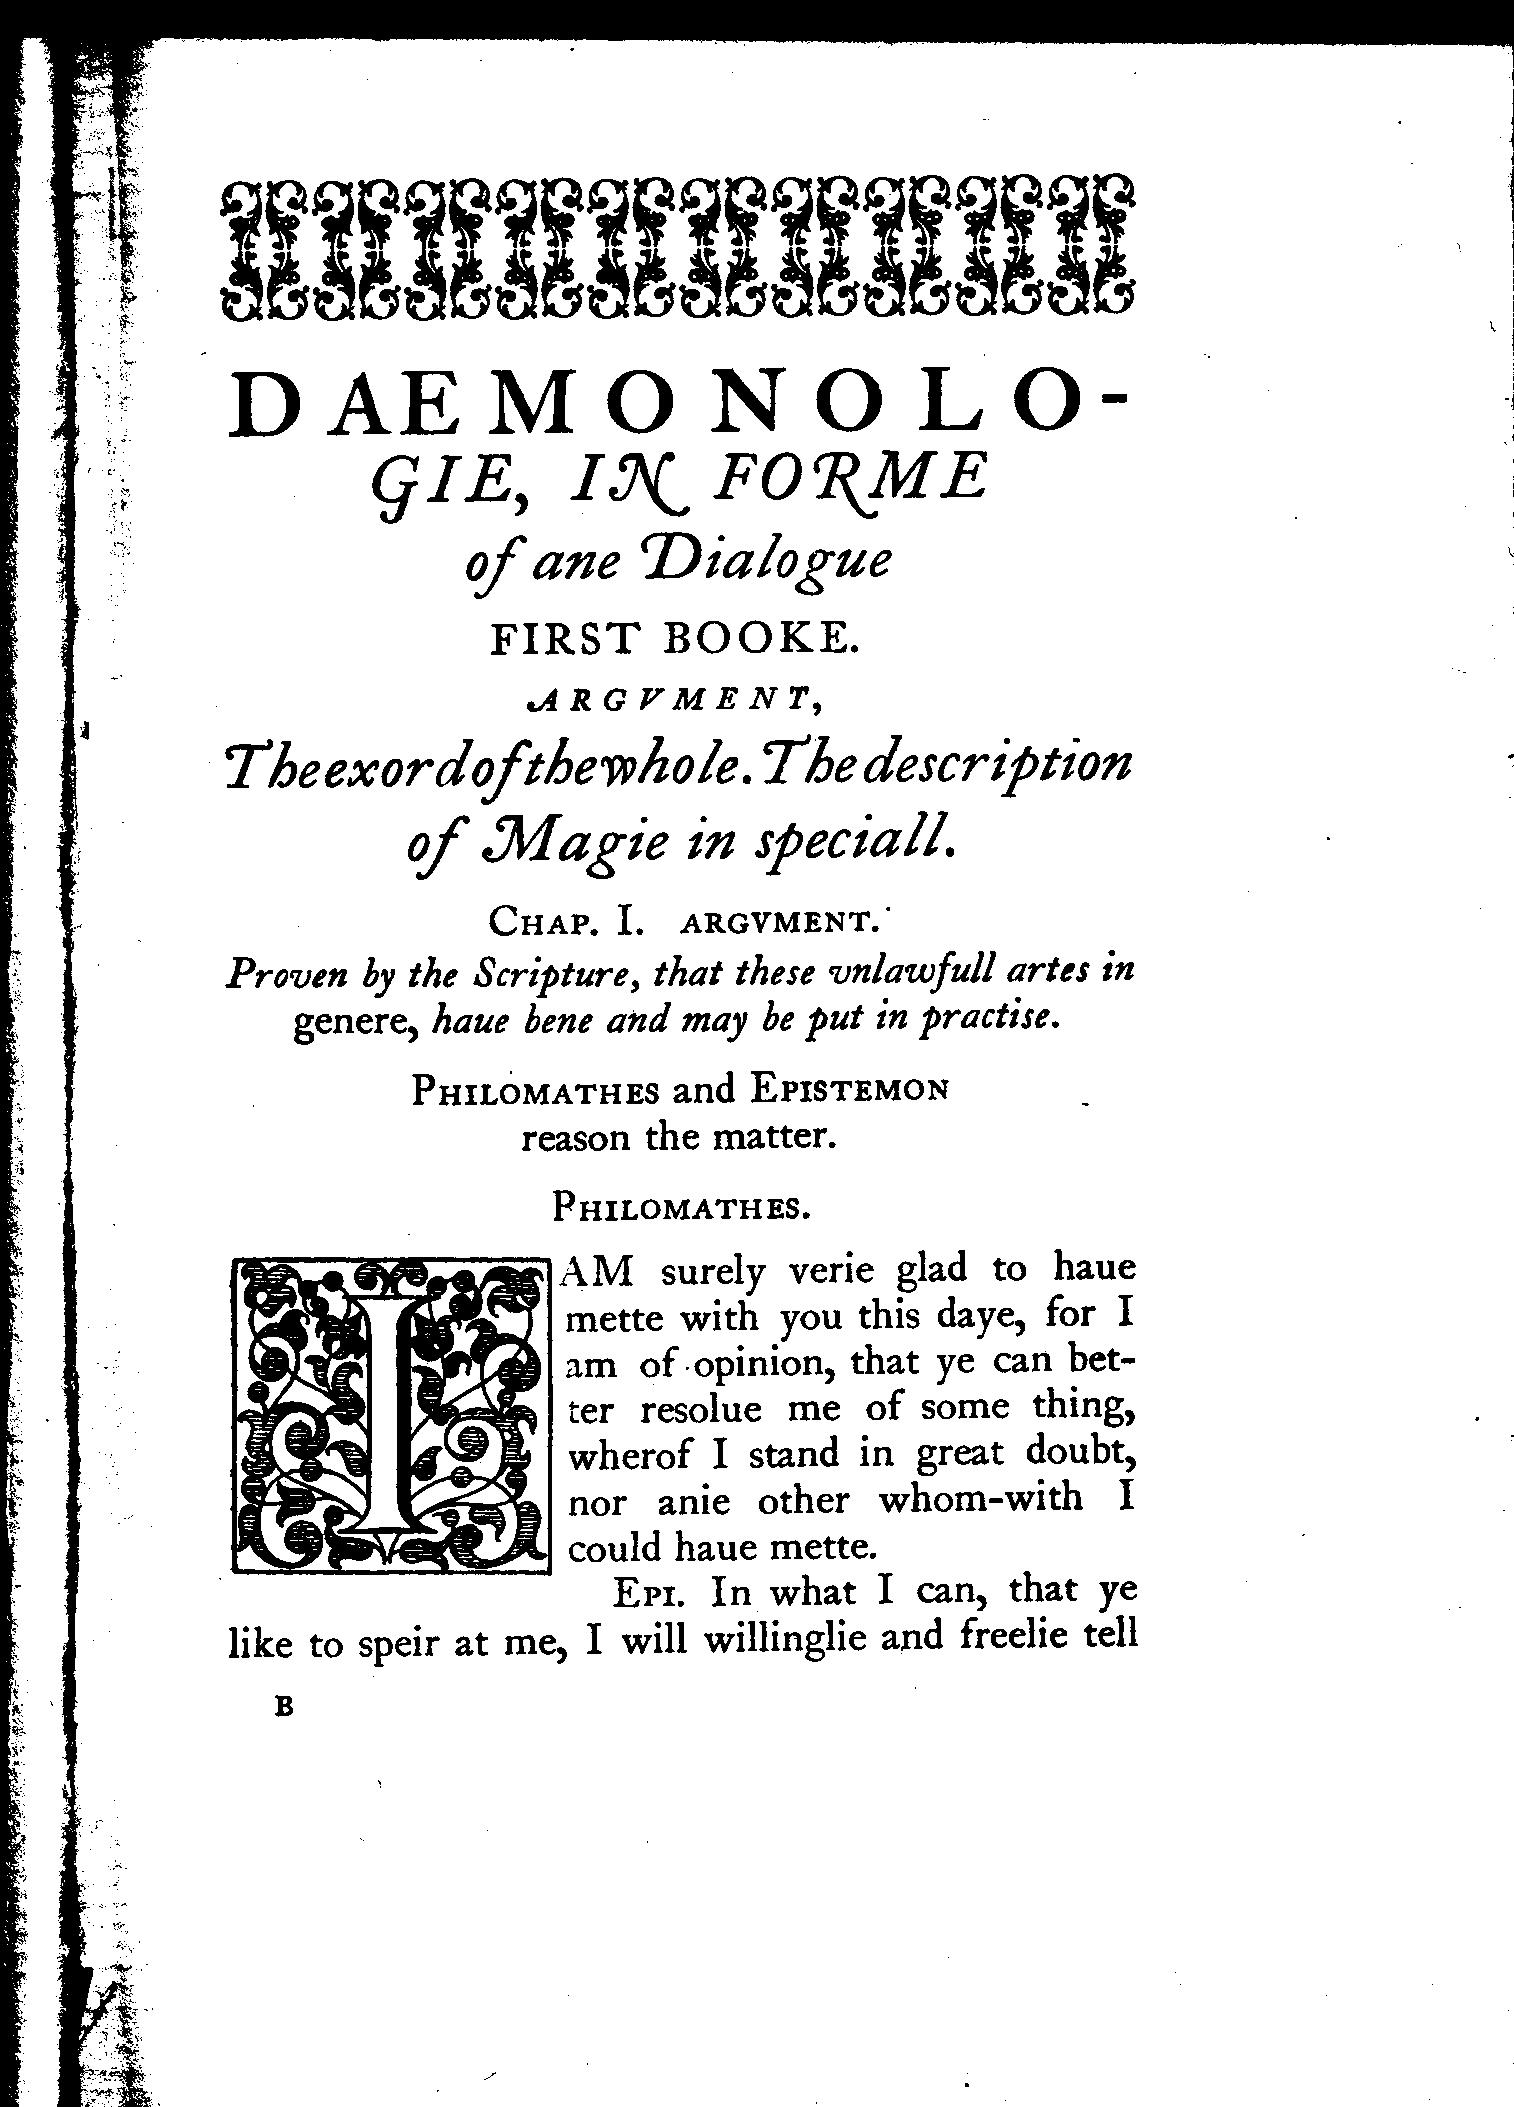 DAEMONOLO-
GIE, IN FORME
of ane Dialogue
FIRST BOOKE.
ARGVMENT,
The exord of the whole. The description
of Magie in speciall.
CHAP. I. ARGVMENT.
Proven by the Scripture, that these vnlawfull artes in
genere, haue bene and may be put in practise.
PHILOMATHES and EPISTEMON
reason the matter.
PHILOMATHES.
I AM surely verie glad to haue
mette with you this daye, for I
am of opinion, that ye can bet-
ter resolue me of some thing,
wherof I stand in great doubt,
nor anie other whom-with I
could haue mette.
EPI. In what I can, that ye
like to speir at me, I will willinglie and freelie tell
B